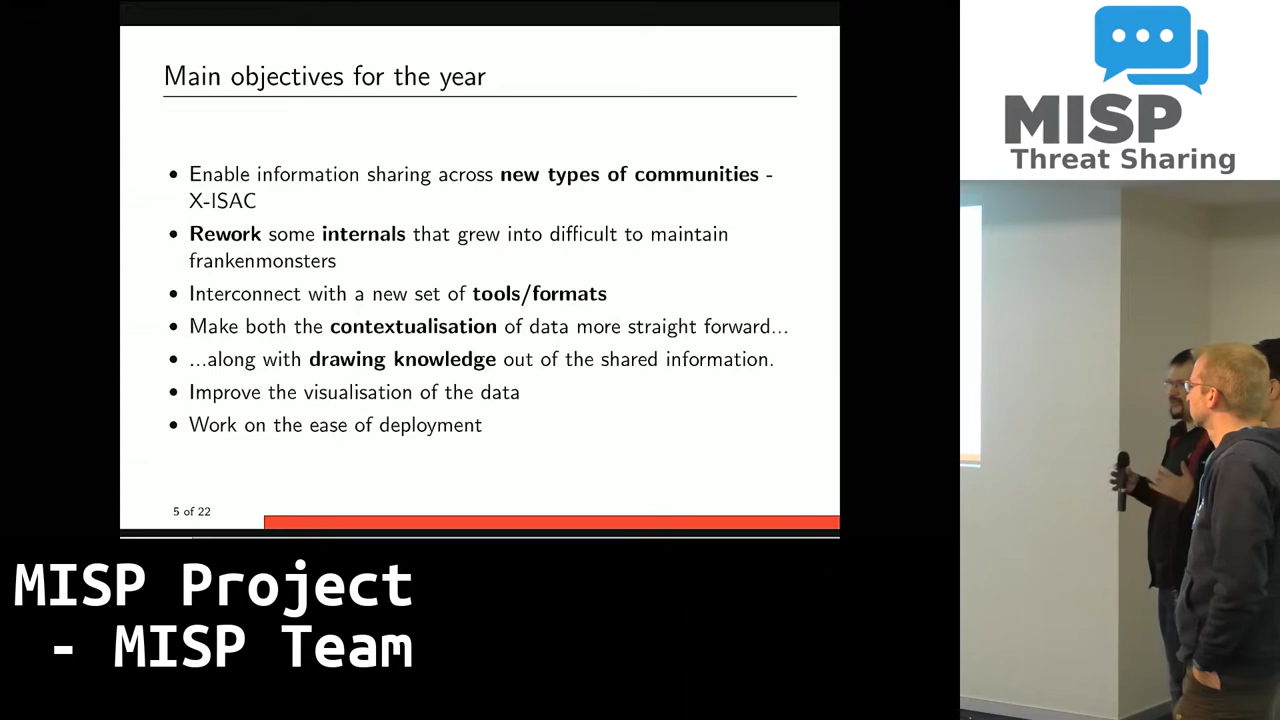 Main objectives for the year
• Enable information sharing across new types of communities -
X-ISAC
• Rework some internals that grew into difficult to maintain
frankenmonsters
• Interconnect with a new set of tools/formats
• Make both the contextualisation of data more straight forward...
• ...along with drawing knowledge out of the shared information.
• Improve the visualisation of the data
• Work on the ease of deployment
5 of 22
MISP
Threat Sharing
MISP Project
- MISP Team